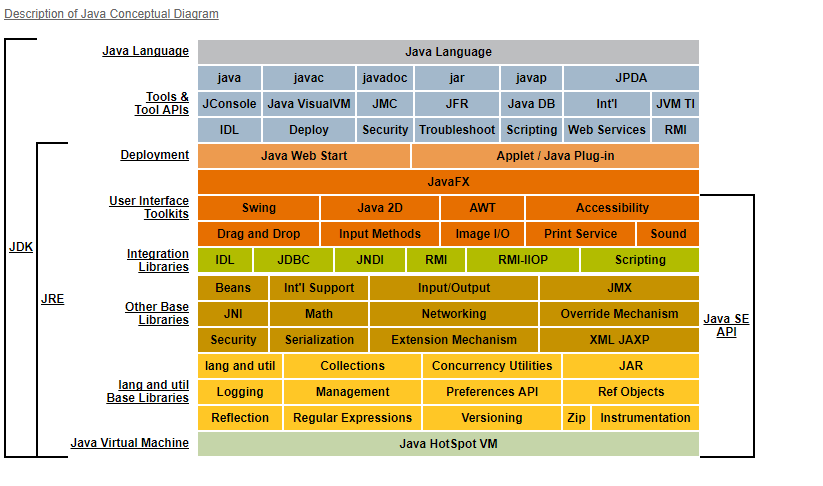 Description of Java Conceptual Diagram
Java Language Java Language
java javac javadoc jar javap JPDA
Tools &
Tool APIs
JConsole Java VisualVM JMC JFR Java DB Int'l JVM TI
IDL Deploy Security Troubleshoot Scripting Web Services RMI
Deployment Java Web Start Applet / Java Plug-in
JavaFX
User Interface
Toolkits
Swing Java 2D AWT Accessibility
Drag and Drop Input Methods Image I/O Print Service Sound
JDK
Integration
Libraries
IDL JDBC JNDI RMI RMI-IIOP Scripting
JRE
Beans Int'l Support Input/Output JMX
Other Base
Libraries
JNI Math Networking Override Mechanism
Security Serialization Extension Mechanism XML JAXP
Java SE
API
lang and util Collections Concurrency Utilities JAR
lang and util
Base Libraries
Logging Management Preferences API Ref Objects
Reflection Regular Expressions Versioning Zip Instrumentation
Java Virtual Machine Java HotSpot VM